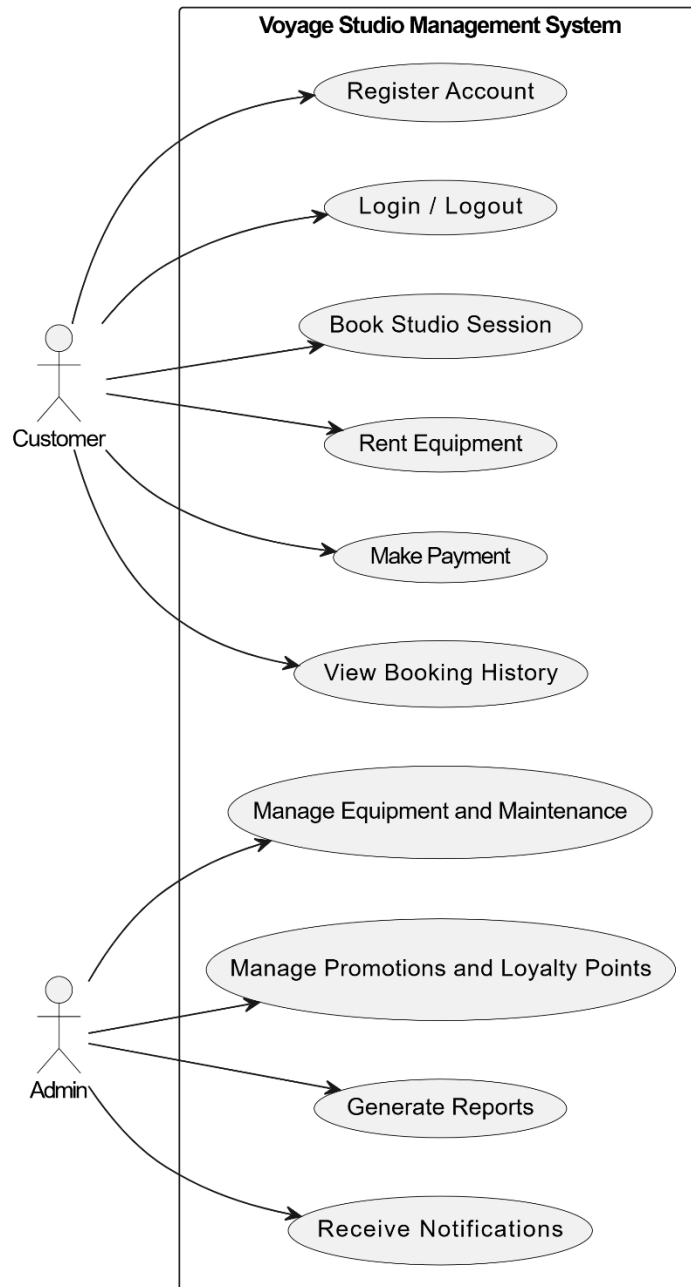 Voyage Studio Management System
Register Account
Login / Logout
Book Studio Session
Customer
Rent Equipment
Make Payment
View Booking History
Manage Equipment and Maintenance
Manage Promotions and Loyalty Points
Admin
Generate Reports
Receive Notifications